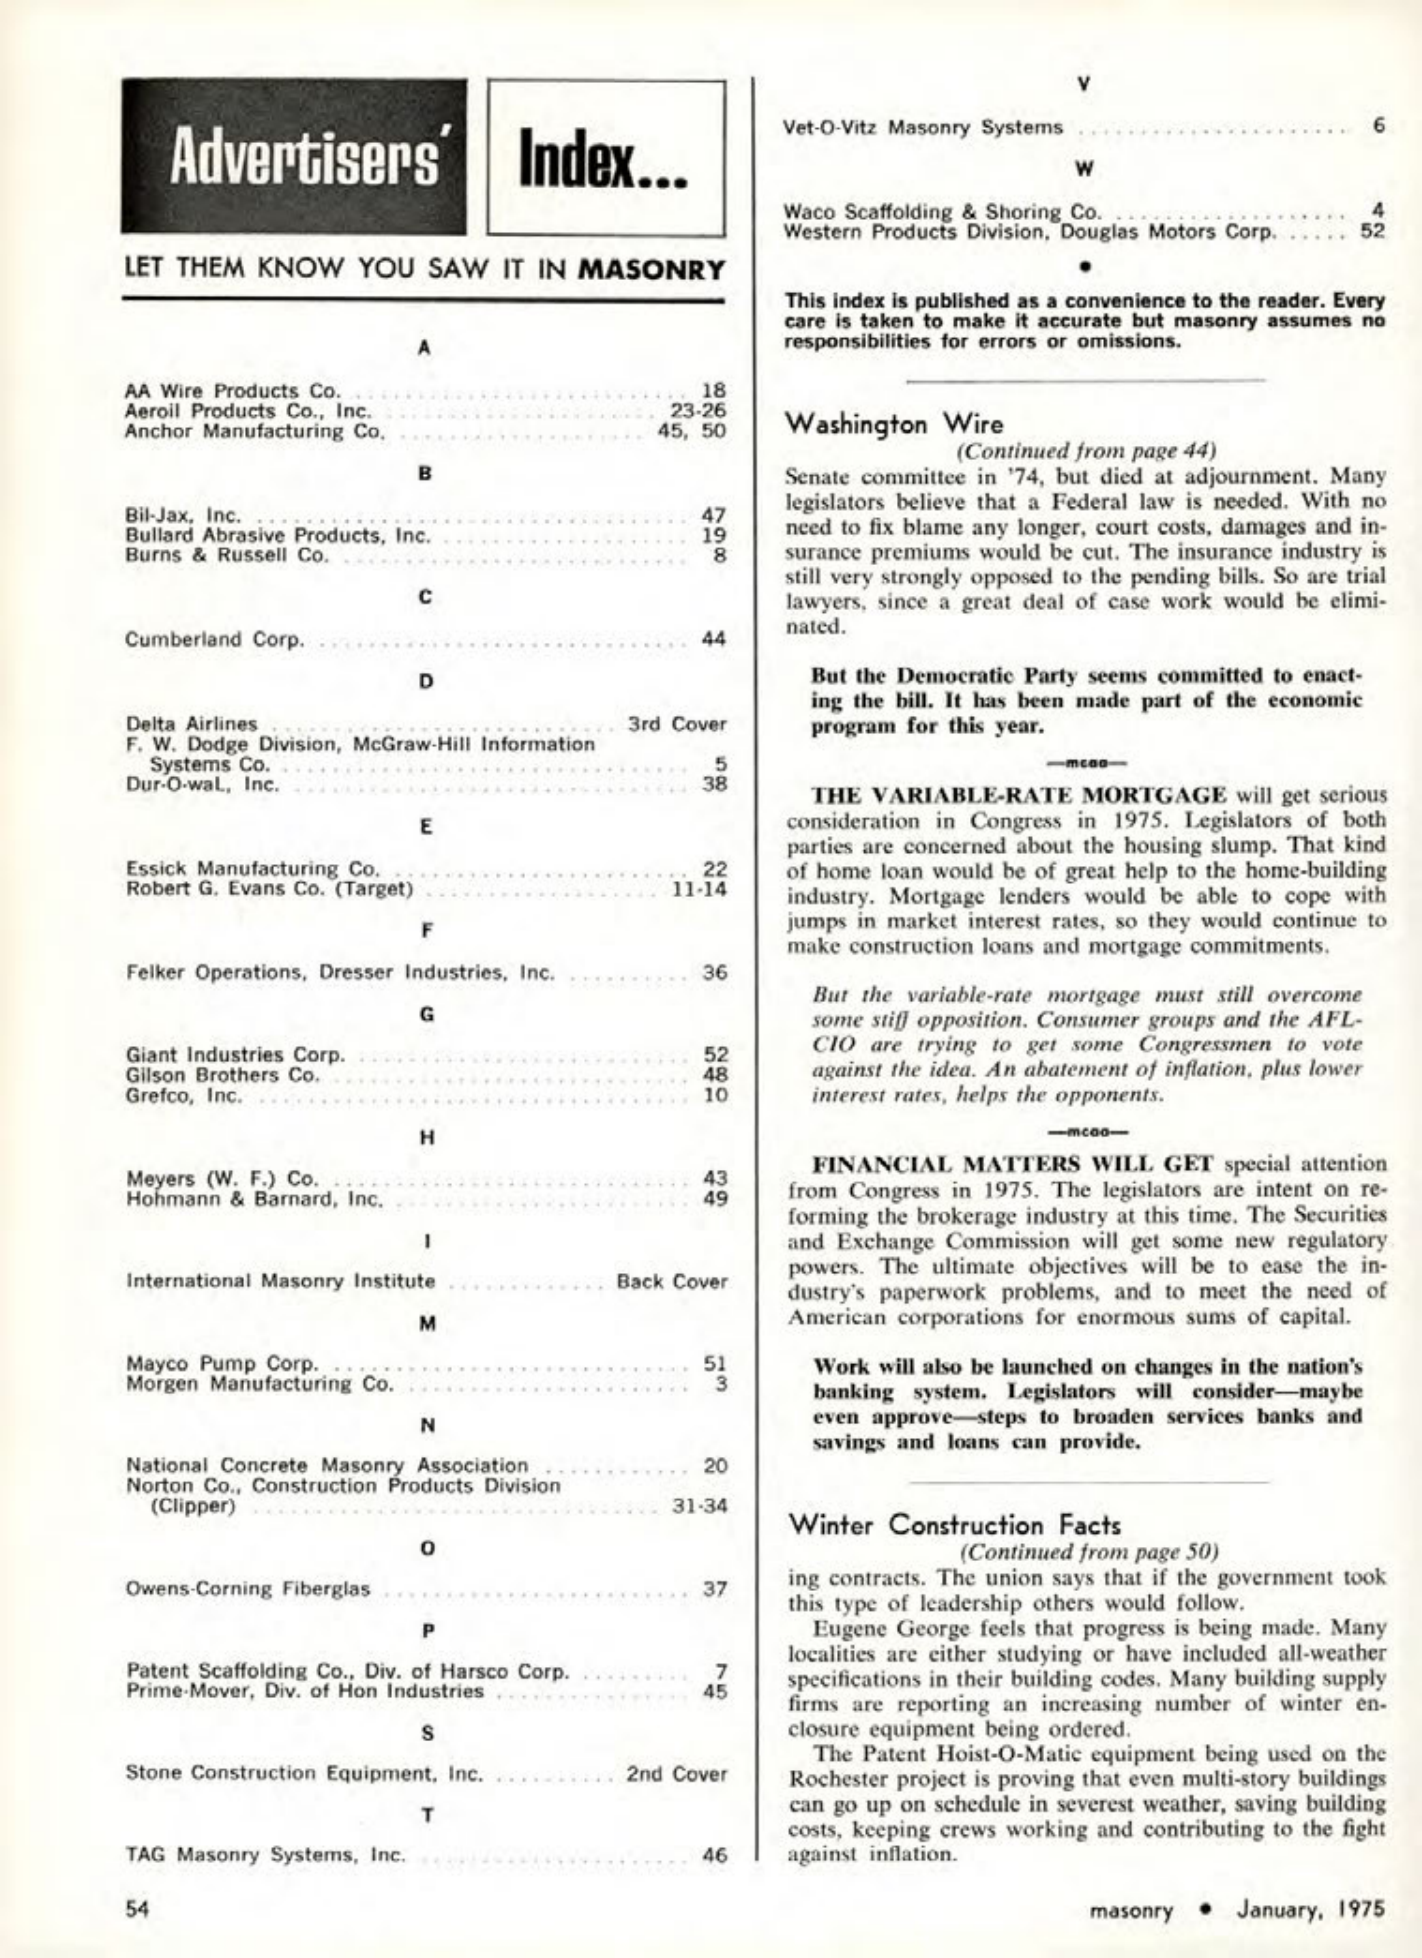 Advertisers' Index...
LET THEM KNOW YOU SAW IT IN MASONRY
A
AA Wire Products Co. 18
Aeroil Products Co., Inc. 23-26
Anchor Manufacturing Co. 45, 50
B
Bil-Jax, Inc. 47
Bullard Abrasive Products, Inc. 19
Burns & Russell Co. 8
C
Cumberland Corp. 44
D
Delta Airlines 3rd Cover
F. W. Dodge Division, McGraw-Hill Information
Systems Co. 5
Dur-O-waL, Inc. 38
E
Essick Manufacturing Co. 22
Robert G. Evans Co. (Target) 11-14
F
Felker Operations, Dresser Industries, Inc. 36
G
Giant Industries Corp. 52
Gilson Brothers Co. 48
Grefco, Inc. 10
H
Meyers (W. F.) Co. 43
Hohmann & Barnard, Inc. 49
I
International Masonry Institute Back Cover
M
Mayco Pump Corp. 51
Morgen Manufacturing Co. 3
N
National Concrete Masonry Association 20
Norton Co., Construction Products Division
(Clipper) 31-34
O
Owens-Corning Fiberglas 37
P
Patent Scaffolding Co., Div. of Harsco Corp. 7
Prime-Mover, Div. of Hon Industries 45
S
Stone Construction Equipment, Inc. 2nd Cover
T
TAG Masonry Systems, Inc. 46
V
Vet-O-Vitz Masonry Systems 6
W
Waco Scaffolding & Shoring Co. 4
Western Products Division, Douglas Motors Corp. 52
•
This index is published as a convenience to the reader. Every
care is taken to make it accurate but masonry assumes no
responsibilities for errors or omissions.
Washington Wire
(Continued from page 44)
Senate committee in '74, but died at adjournment. Many
legislators believe that a Federal law is needed. With no
need to fix blame any longer, court costs, damages and in-
surance premiums would be cut. The insurance industry is
still very strongly opposed to the pending bills. So are trial
lawyers, since a great deal of case work would be elimi-
nated.
But the Democratic Party seems committed to enact-
ing the bill. It has been made part of the economic
program for this year.
—mcaa—
THE VARIABLE-RATE MORTGAGE will get serious
consideration in Congress in 1975. Legislators of both
parties are concerned about the housing slump. That kind
of home loan would be of great help to the home-building
industry. Mortgage lenders would be able to cope with
jumps in market interest rates, so they would continue to
make construction loans and mortgage commitments.
But the variable-rate mortgage must still overcome
some stiff opposition. Consumer groups and the AFL-
CIO are trying to get some Congressmen to vote
against the idea. An abatement of inflation, plus lower
interest rates, helps the opponents.
—mcaa—
FINANCIAL MATTERS WILL GET special attention
from Congress in 1975. The legislators are intent on re-
forming the brokerage industry at this time. The Securities
and Exchange Commission will get some new regulatory
powers. The ultimate objectives will be to ease the in-
dustry's paperwork problems, and to meet the need of
American corporations for enormous sums of capital.
Work will also be launched on changes in the nation's
banking system. Legislators will consider—maybe
even approve—steps to broaden services banks and
savings and loans can provide.
Winter Construction Facts
(Continued from page 50)
ing contracts. The union says that if the government took
this type of leadership others would follow.
Eugene George feels that progress is being made. Many
localities are either studying or have included all-weather
specifications in their building codes. Many building supply
firms are reporting an increasing number of winter en-
closure equipment being ordered.
The Patent Hoist-O-Matic equipment being used on the
Rochester project is proving that even multi-story buildings
can go up on schedule in severest weather, saving building
costs, keeping crews working and contributing to the fight
against inflation.
54
masonry • January, 1975